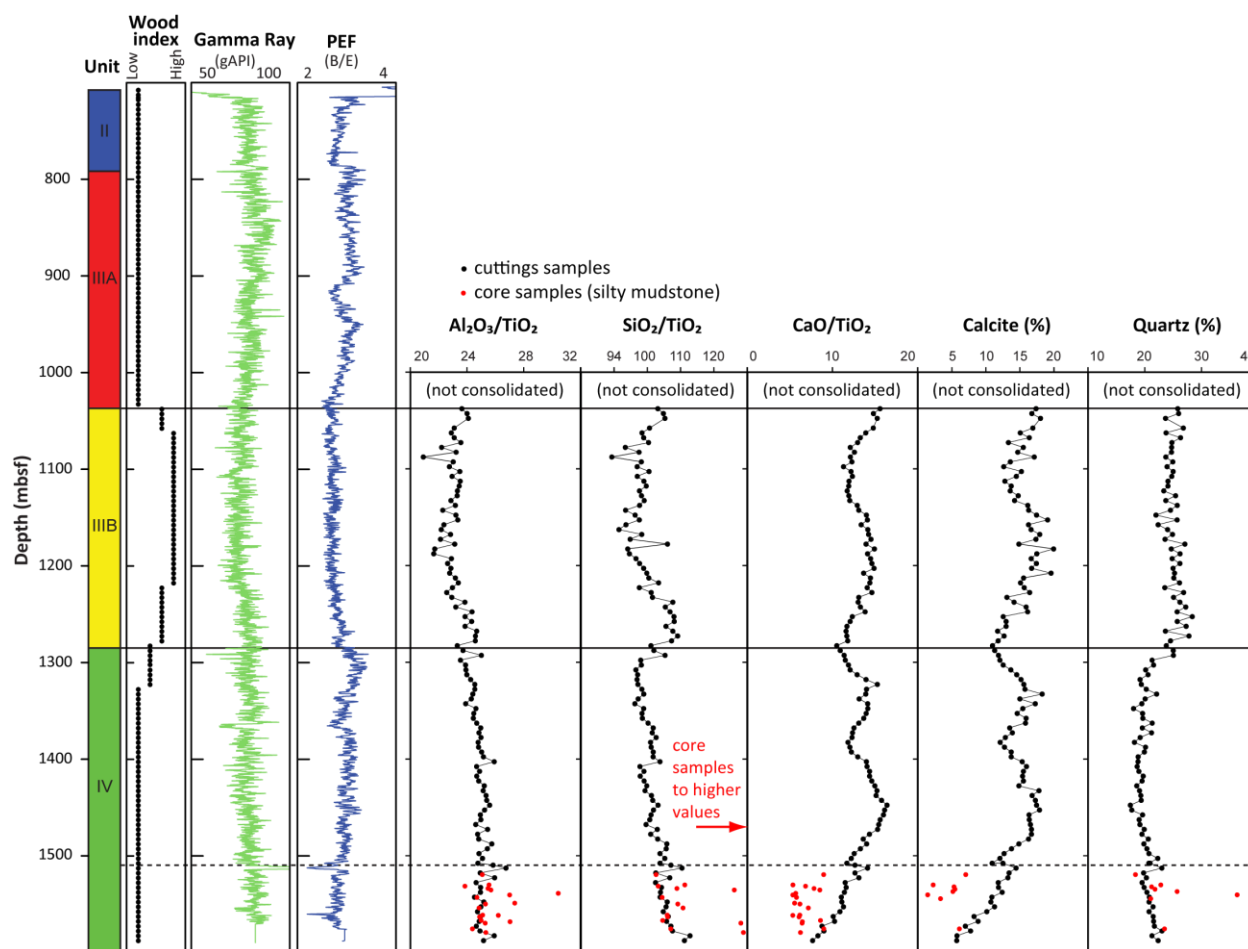 Wood
index
Gamma Ray
PEF
Unit
Low
High
(gAPI)
50 100
(B/E)
2 4
II
IIIA
IIIB
IV
Depth (mbsf)
800
900
1000
1100
1200
1300
1400
1500
cuttings samples
core samples (silty mudstone)
Al₂O₃/TiO₂
20 24 28 32
(not consolidated)
SiO₂/TiO₂
94 100 110 120
(not consolidated)
CaO/TiO₂
0 10 20
(not consolidated)
Calcite (%)
0 5 10 15 20
(not consolidated)
Quartz (%)
10 20 30 4
(not consolidated)
core
samples
to higher
values